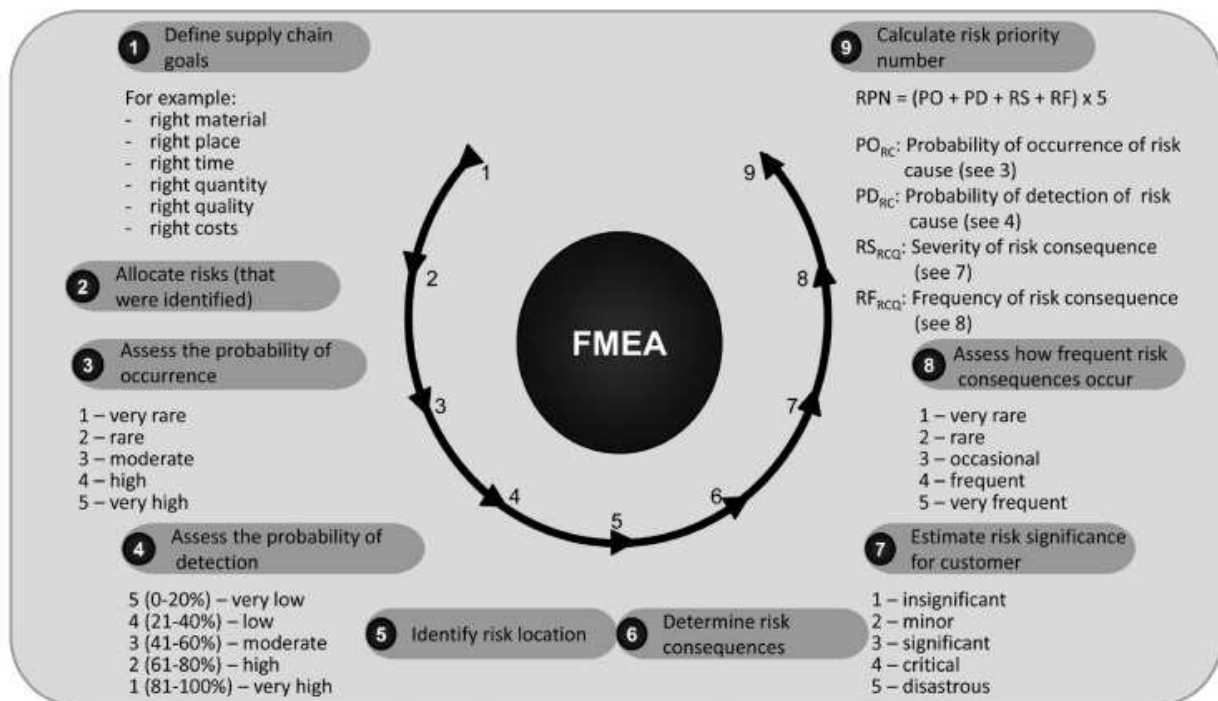 1 Define supply chain
goals
For example:
- right material
- right place
- right time
- right quantity
- right quality
- right costs
2 Allocate risks (that
were identified)
3 Assess the probability of
occurrence
1 – very rare
2 – rare
3 – moderate
4 – high
5 – very high
4 Assess the probability of
detection
5 (0-20%) – very low
4 (21-40%) – low
3 (41-60%) – moderate
2 (61-80%) – high
1 (81-100%) – very high
5 Identify risk location
6 Determine risk
consequences
7 Estimate risk significance
for customer
1 – insignificant
2 – minor
3 – significant
4 – critical
5 – disastrous
8 Assess how frequent risk
consequences occur
1 – very rare
2 – rare
3 – occasional
4 – frequent
5 – very frequent
9 Calculate risk priority
number
RPN = (PO + PD + RS + RF) x 5
PORC: Probability of occurrence of risk
cause (see 3)
PDRC: Probability of detection of risk
cause (see 4)
RSRCQ: Severity of risk consequence
(see 7)
RFRCQ: Frequency of risk consequence
(see 8)
FMEA
1
2
3
4
5
6
7
8
9